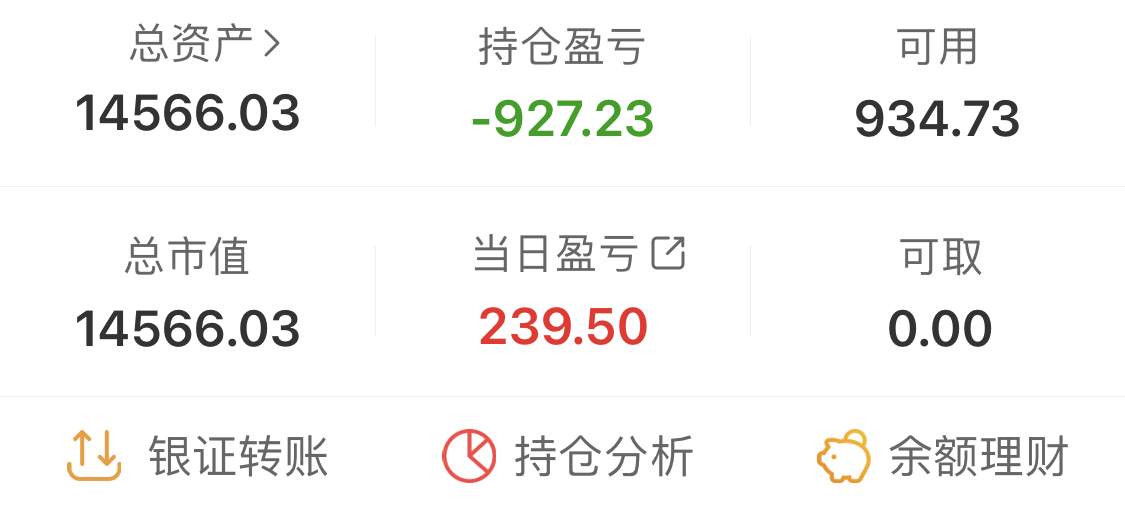 总资产 持仓盈亏 可用
14566.03 -927.23 934.73
总市值 当日盈亏 可取
14566.03 239.50 0.00
银证转账 持仓分析 余额理财